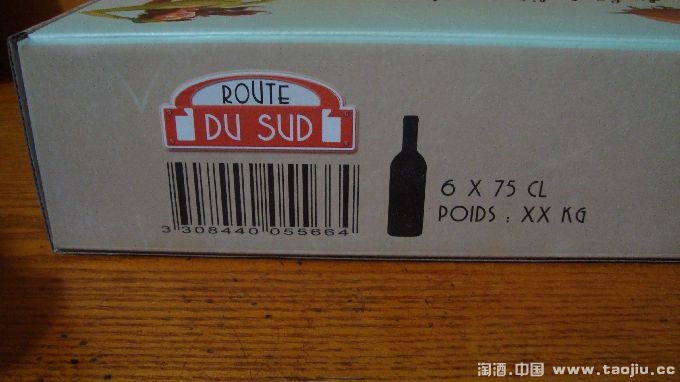 ROUTE
DU SUD
3 308440 055664
6 X 75 CL
POIDS : XX KG
淘酒.中国 www.taojiu.cc